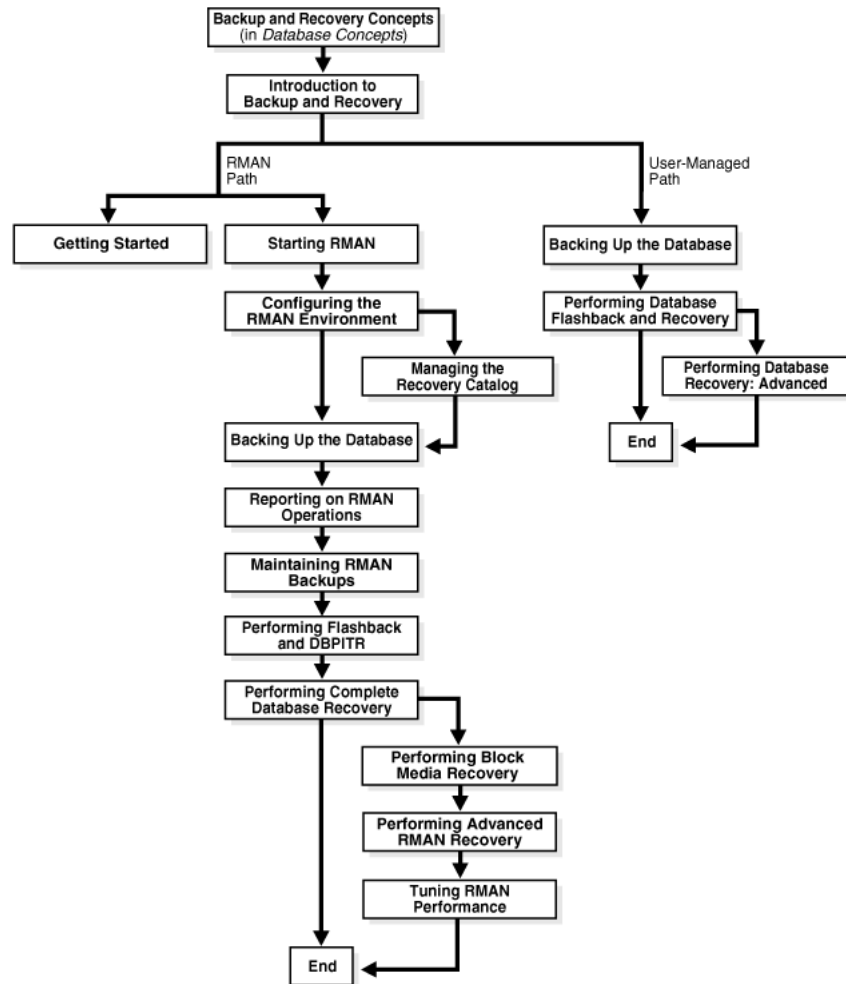 Backup and Recovery Concepts
(in Database Concepts)
Introduction to
Backup and Recovery
RMAN
Path
User-Managed
Path
Getting Started
Starting RMAN
Backing Up the Database
Configuring the
RMAN Environment
Performing Database
Flashback and Recovery
Managing the
Recovery Catalog
Performing Database
Recovery: Advanced
Backing Up the Database
End
Reporting on RMAN
Operations
Maintaining RMAN
Backups
Performing Flashback
and DBPITR
Performing Complete
Database Recovery
Performing Block
Media Recovery
Performing Advanced
RMAN Recovery
Tuning RMAN
Performance
End